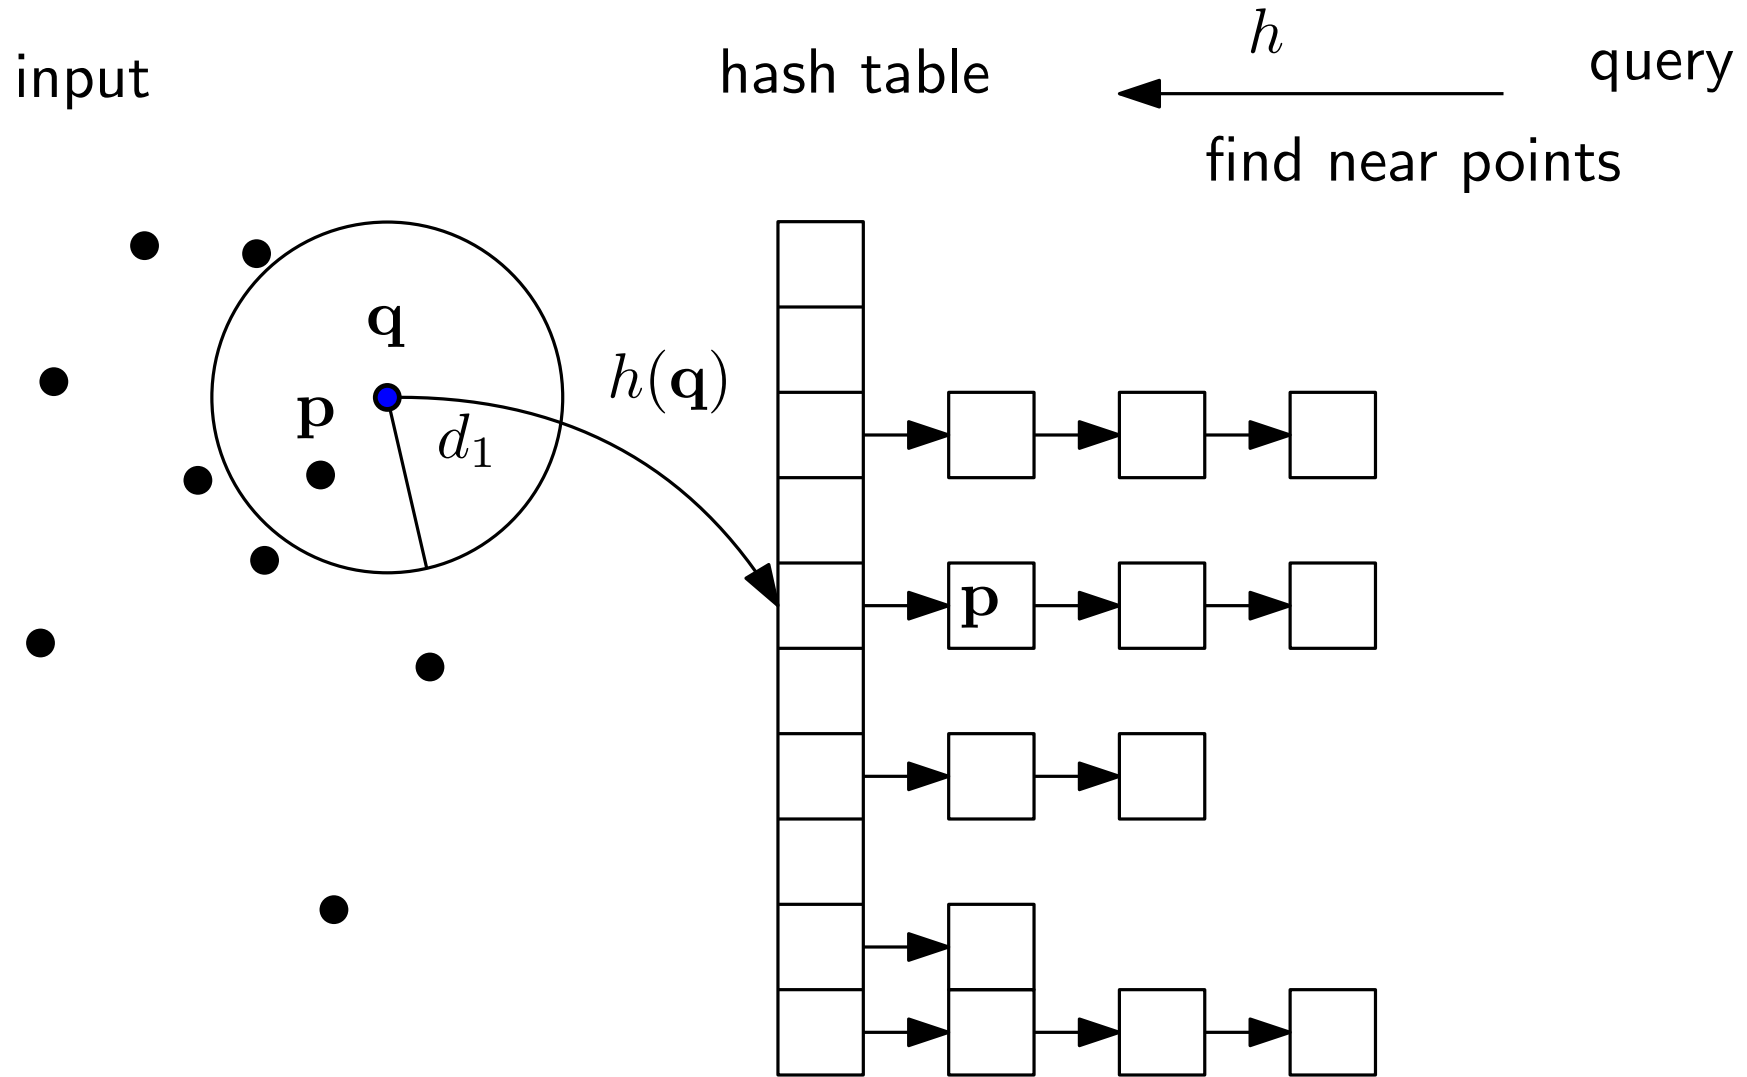 input
hash table
h
query
find near points
q
h(q)
p
d₁
p